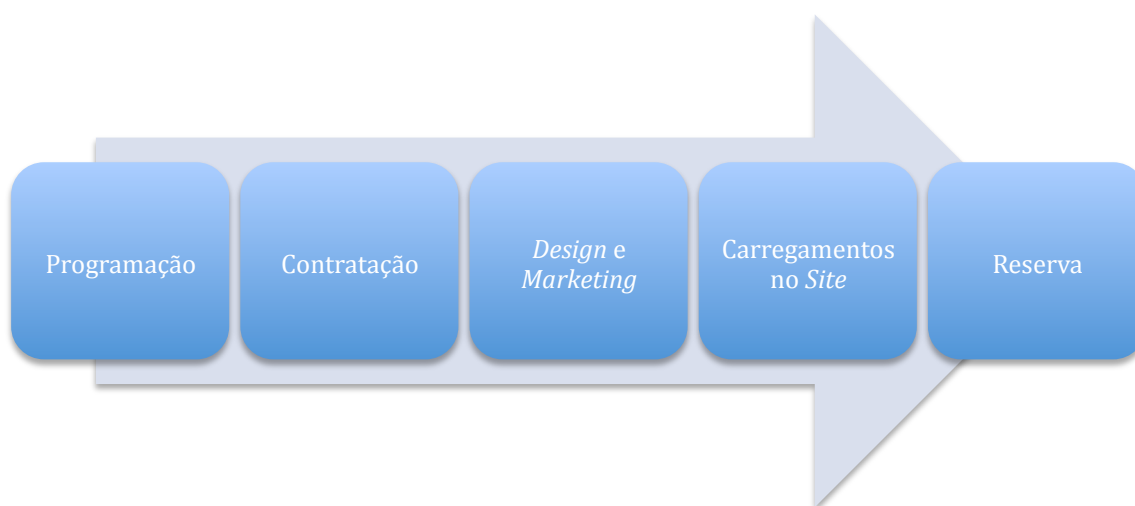 Programação
Contratação
Design e
Marketing
Carregamentos
no Site
Reserva